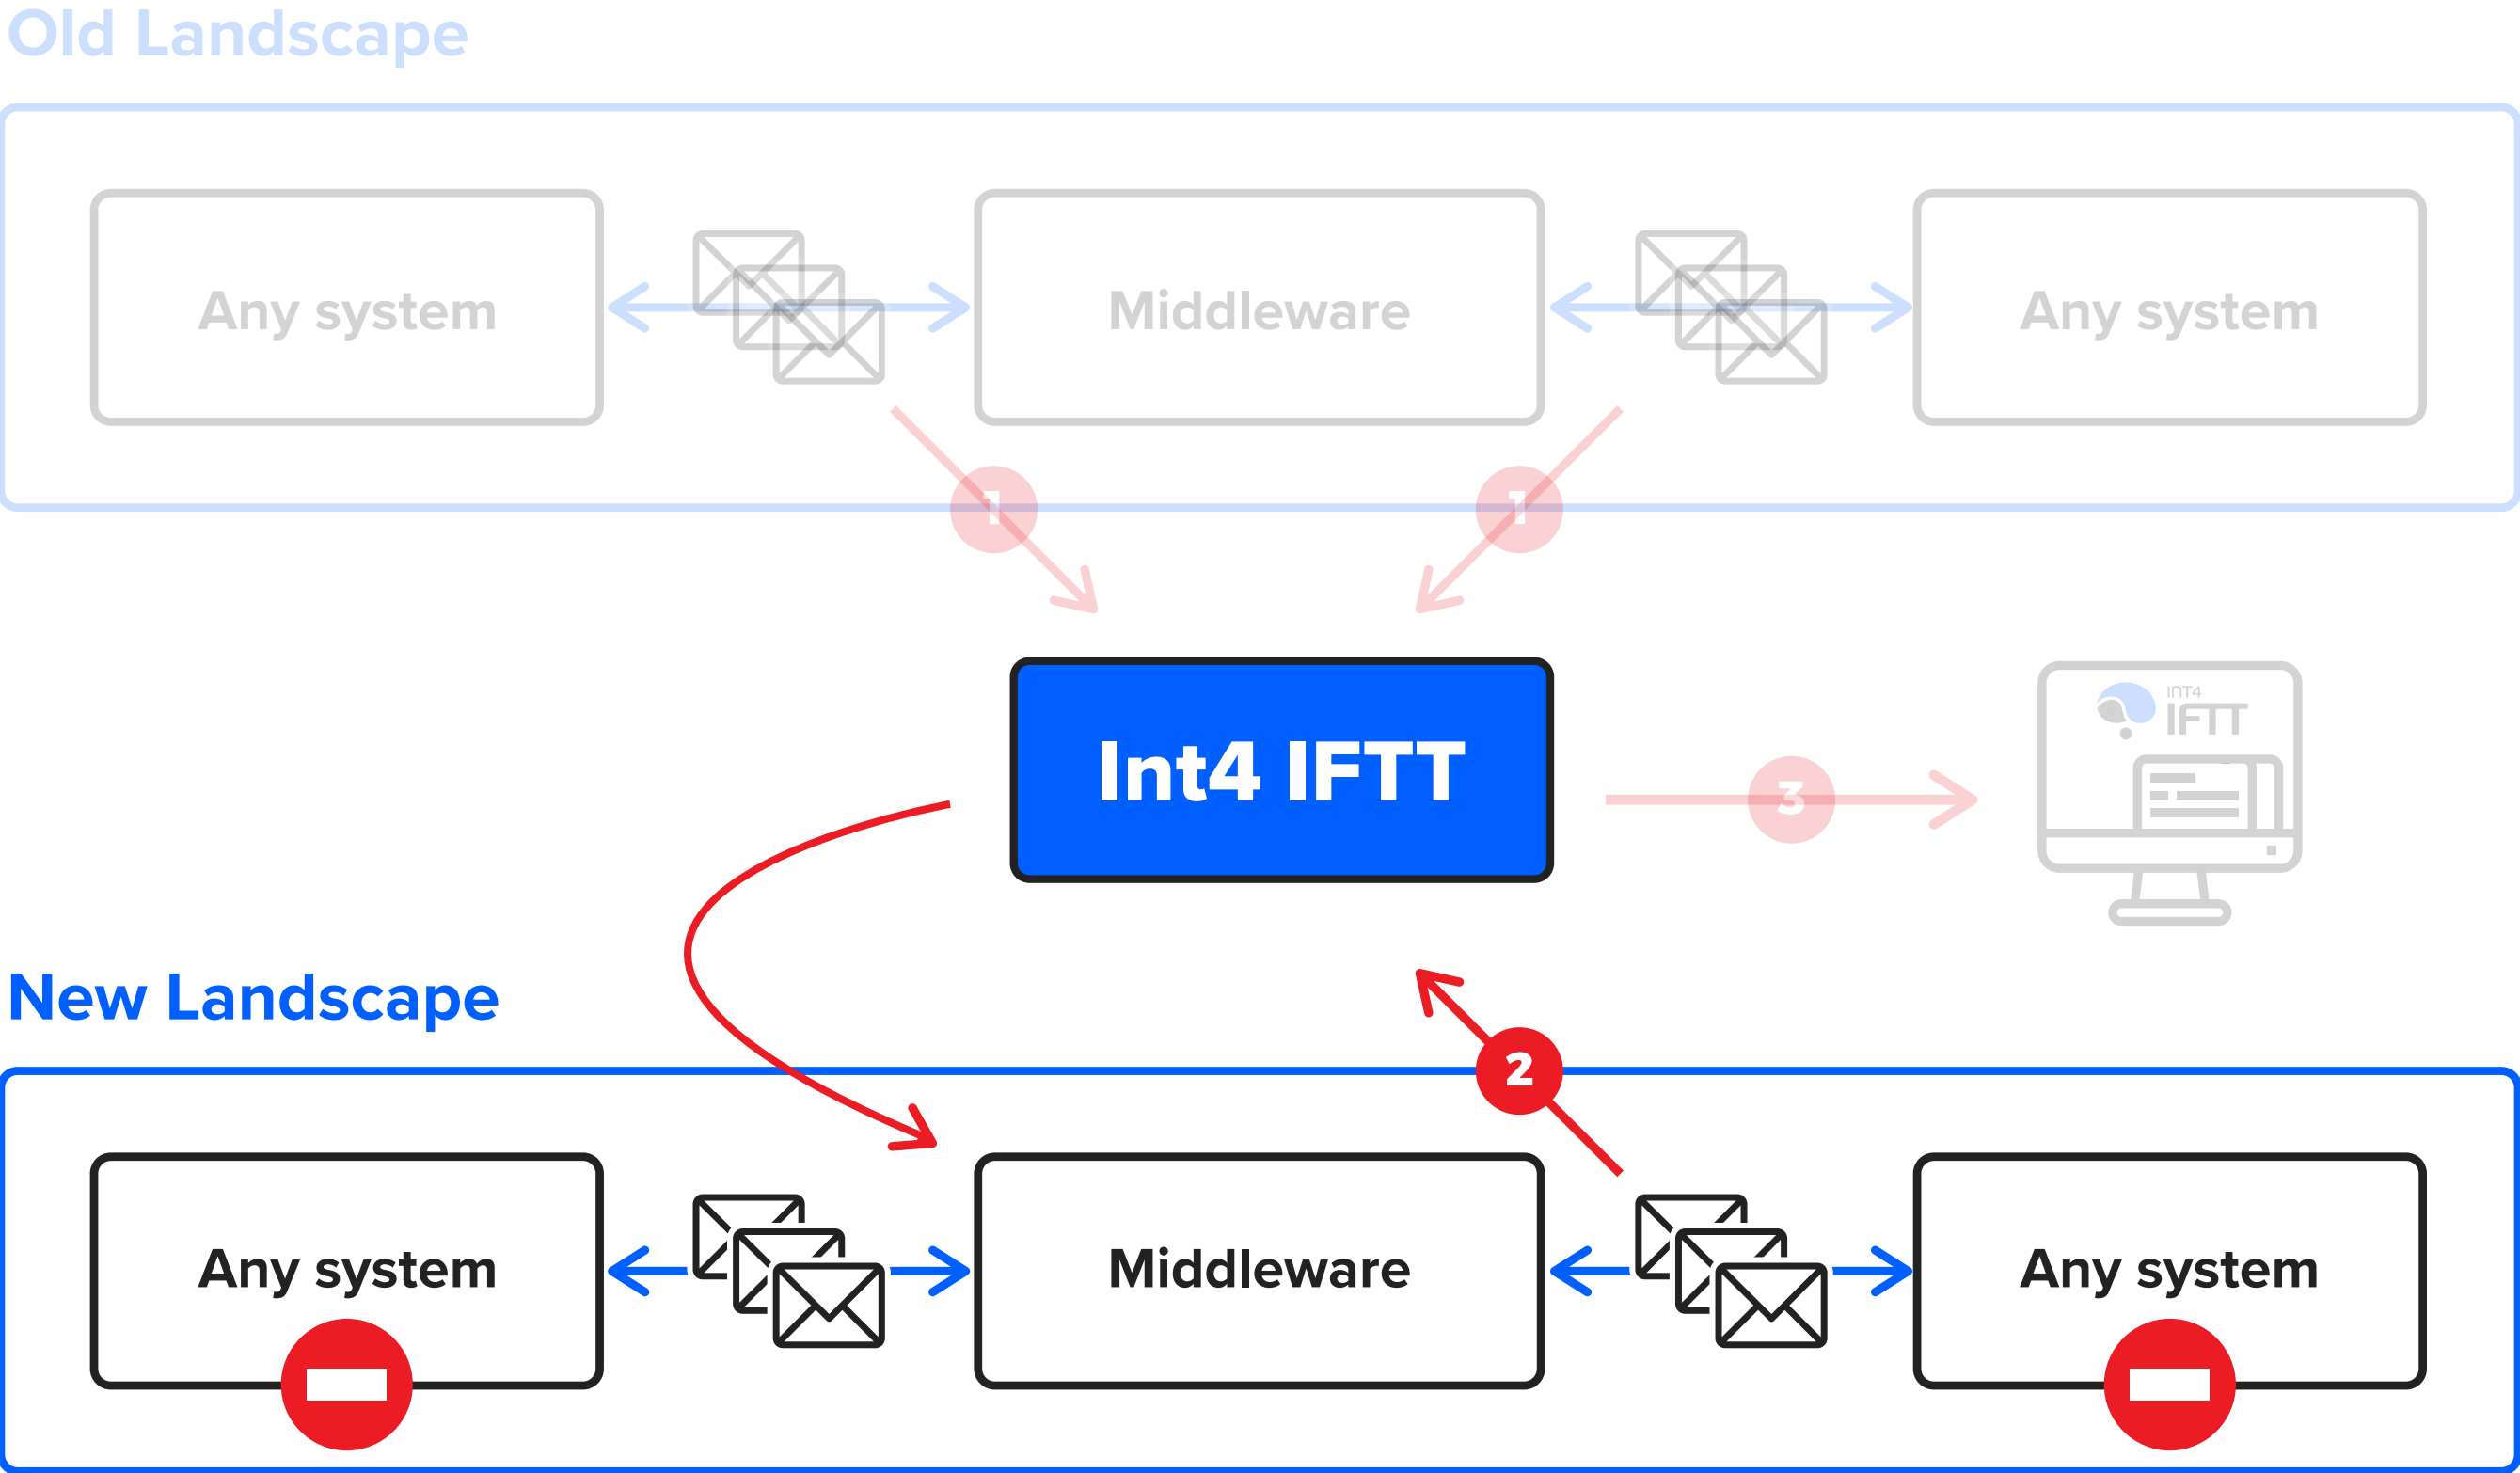 Old Landscape
Any system
Middleware
Any system
1
1
Int4 IFTT
3
INT4
IFTT
New Landscape
2
Any system
Middleware
Any system